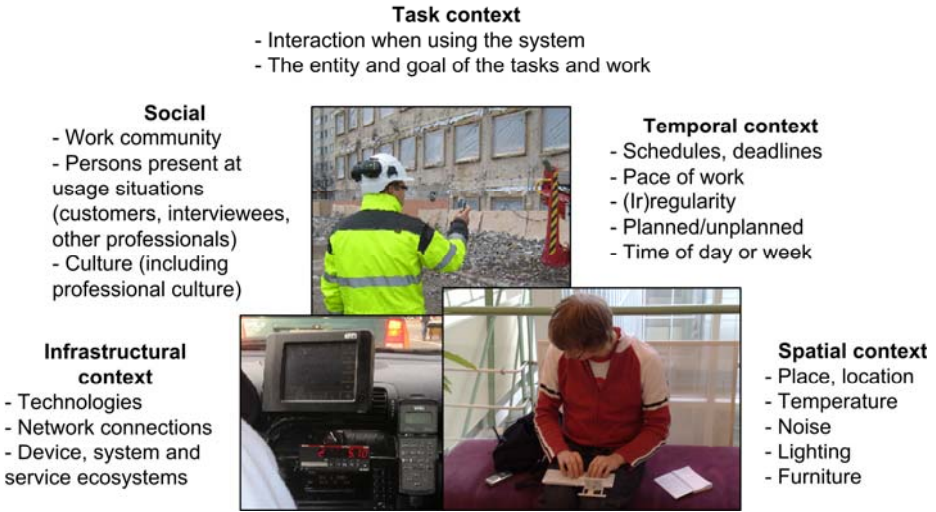 Task context
- Interaction when using the system
- The entity and goal of the tasks and work
Social
- Work community
- Persons present at
usage situations
(customers, interviewees,
other professionals)
- Culture (including
professional culture)
Temporal context
- Schedules, deadlines
- Pace of work
- (Ir)regularity
- Planned/unplanned
- Time of day or week
Infrastructural
context
- Technologies
- Network connections
- Device, system and
service ecosystems
Spatial context
- Place, location
- Temperature
- Noise
- Lighting
- Furniture